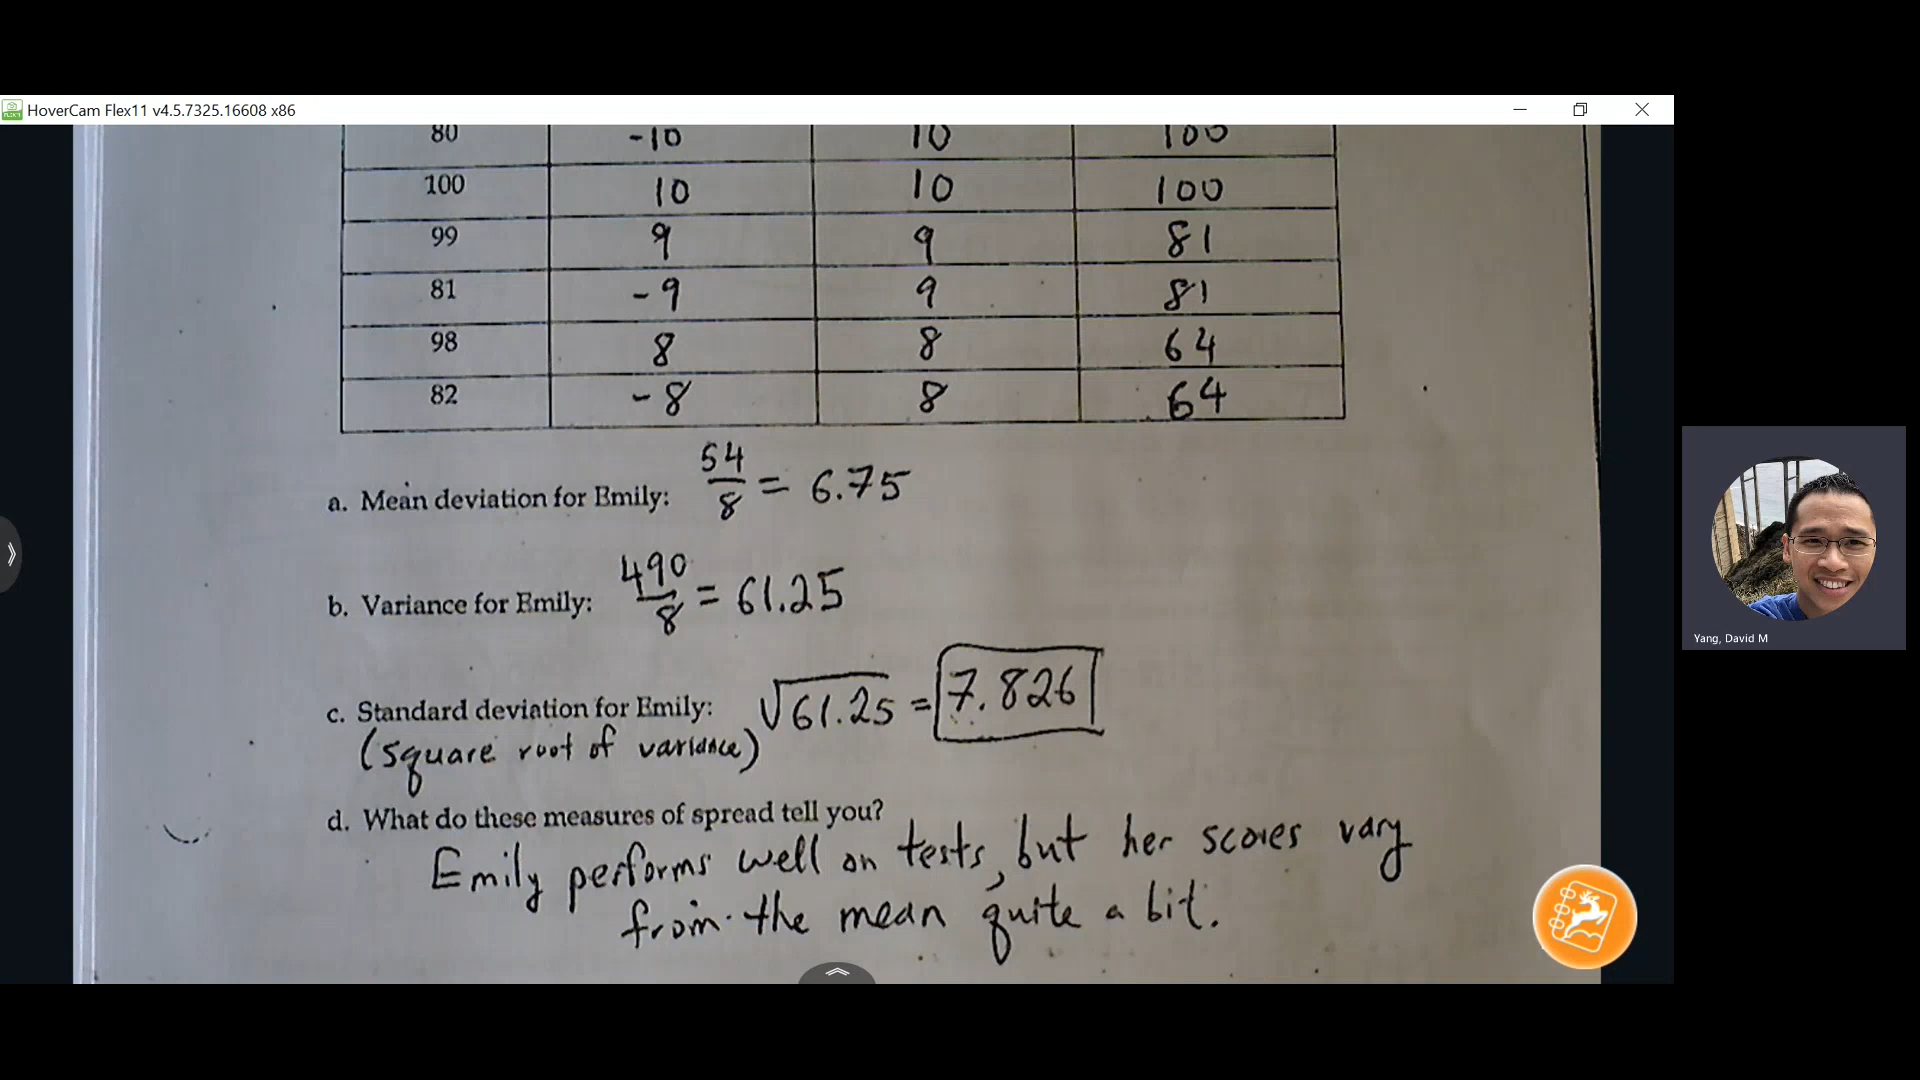 HoverCam Flex11 v4.5.7325.16608 x86
80 -10 10 100
100 10 10 100
99 9 9 81
81 -9 9 81
98 8 8 64
82 -8 8 64
a. Mean deviation for Emily: 54/8 = 6.75
b. Variance for Emily: 490/8 = 61.25
c. Standard deviation for Emily: √61.25 = 7.826
(square root of variance)
d. What do these measures of spread tell you?
Emily performs well on tests, but her scores vary
from the mean quite a bit.
Yang, David M